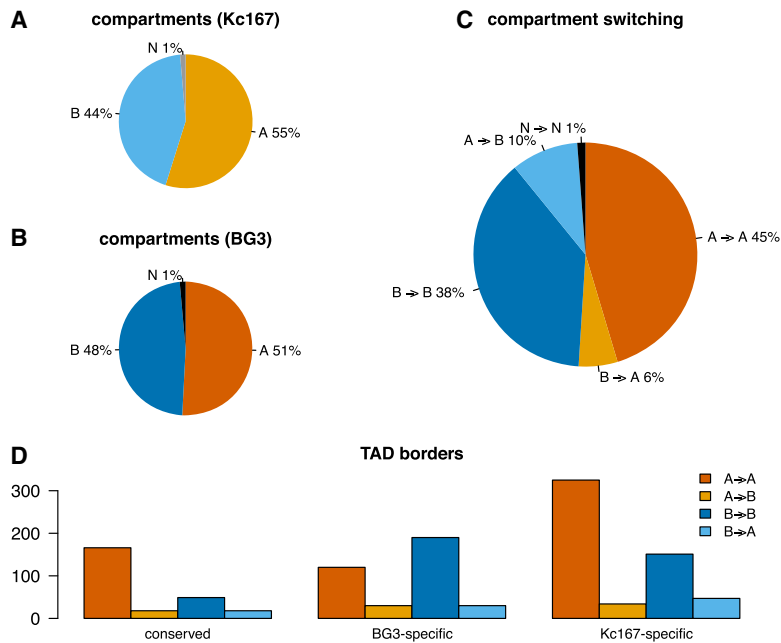 A
compartments (Kc167)
N 1%
B 44%
A 55%
B
compartments (BG3)
N 1%
B 48%
A 51%
C
compartment switching
N → N 1%
A → B 10%
A → A 45%
B → B 38%
B → A 6%
D
TAD borders
300
200
100
0
conserved
BG3-specific
Kc167-specific
A→A
A→B
B→B
B→A